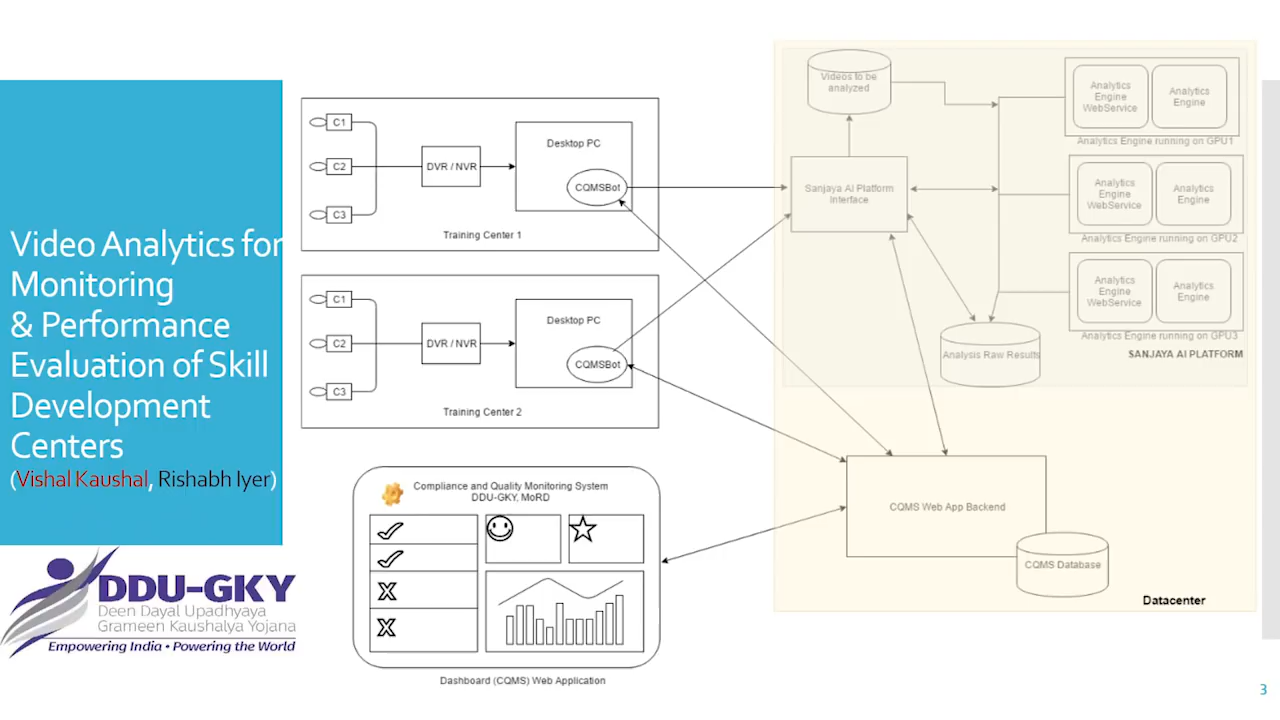 Video Analytics for
Monitoring
& Performance
Evaluation of Skill
Development
Centers
(Vishal Kaushal, Rishabh Iyer)
DDU-GKY
Deen Dayal Upadhyaya
Grameen Kaushalya Yojana
Empowering India • Powering the World
C1
C2
C3
DVR / NVR
Desktop PC
CQMSBot
Training Center 1
C1
C2
C3
DVR / NVR
Desktop PC
CQMSBot
Training Center 2
Compliance and Quality Monitoring System
DDU-GKY, MoRD
Dashboard (CQMS) Web Application
Videos to be
analyzed
Sanjaya AI Platform
Interface
Analytics
Engine
WebService
Analytics
Engine
Analytics Engine running on GPU1
Analytics
Engine
WebService
Analytics
Engine
Analytics Engine running on GPU2
Analytics
Engine
WebService
Analytics
Engine
Analytics Engine running on GPU3
Analysis Raw Results
SANJAYA AI PLATFORM
CQMS Web App Backend
CQMS Database
Datacenter
3